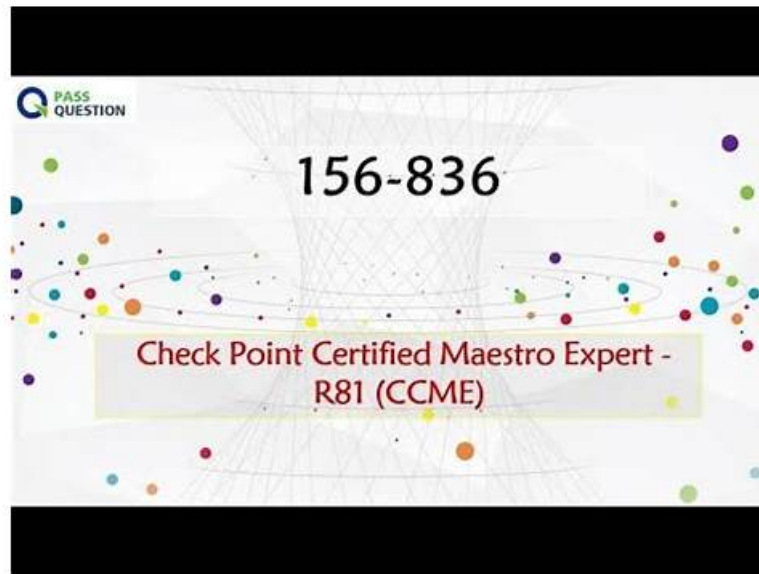 PASS
QUESTION
156-836
Check Point Certified Maestro Expert -
R81 (CCME)